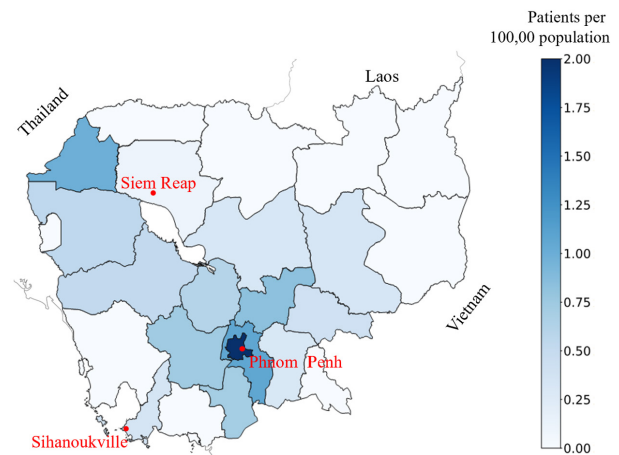 Patients per
100,00 population
Laos
Thailand
Siem Reap
Vietnam
Phnom Penh
Sihanoukville
2.00
1.75
1.50
1.25
1.00
0.75
0.50
0.25
0.00